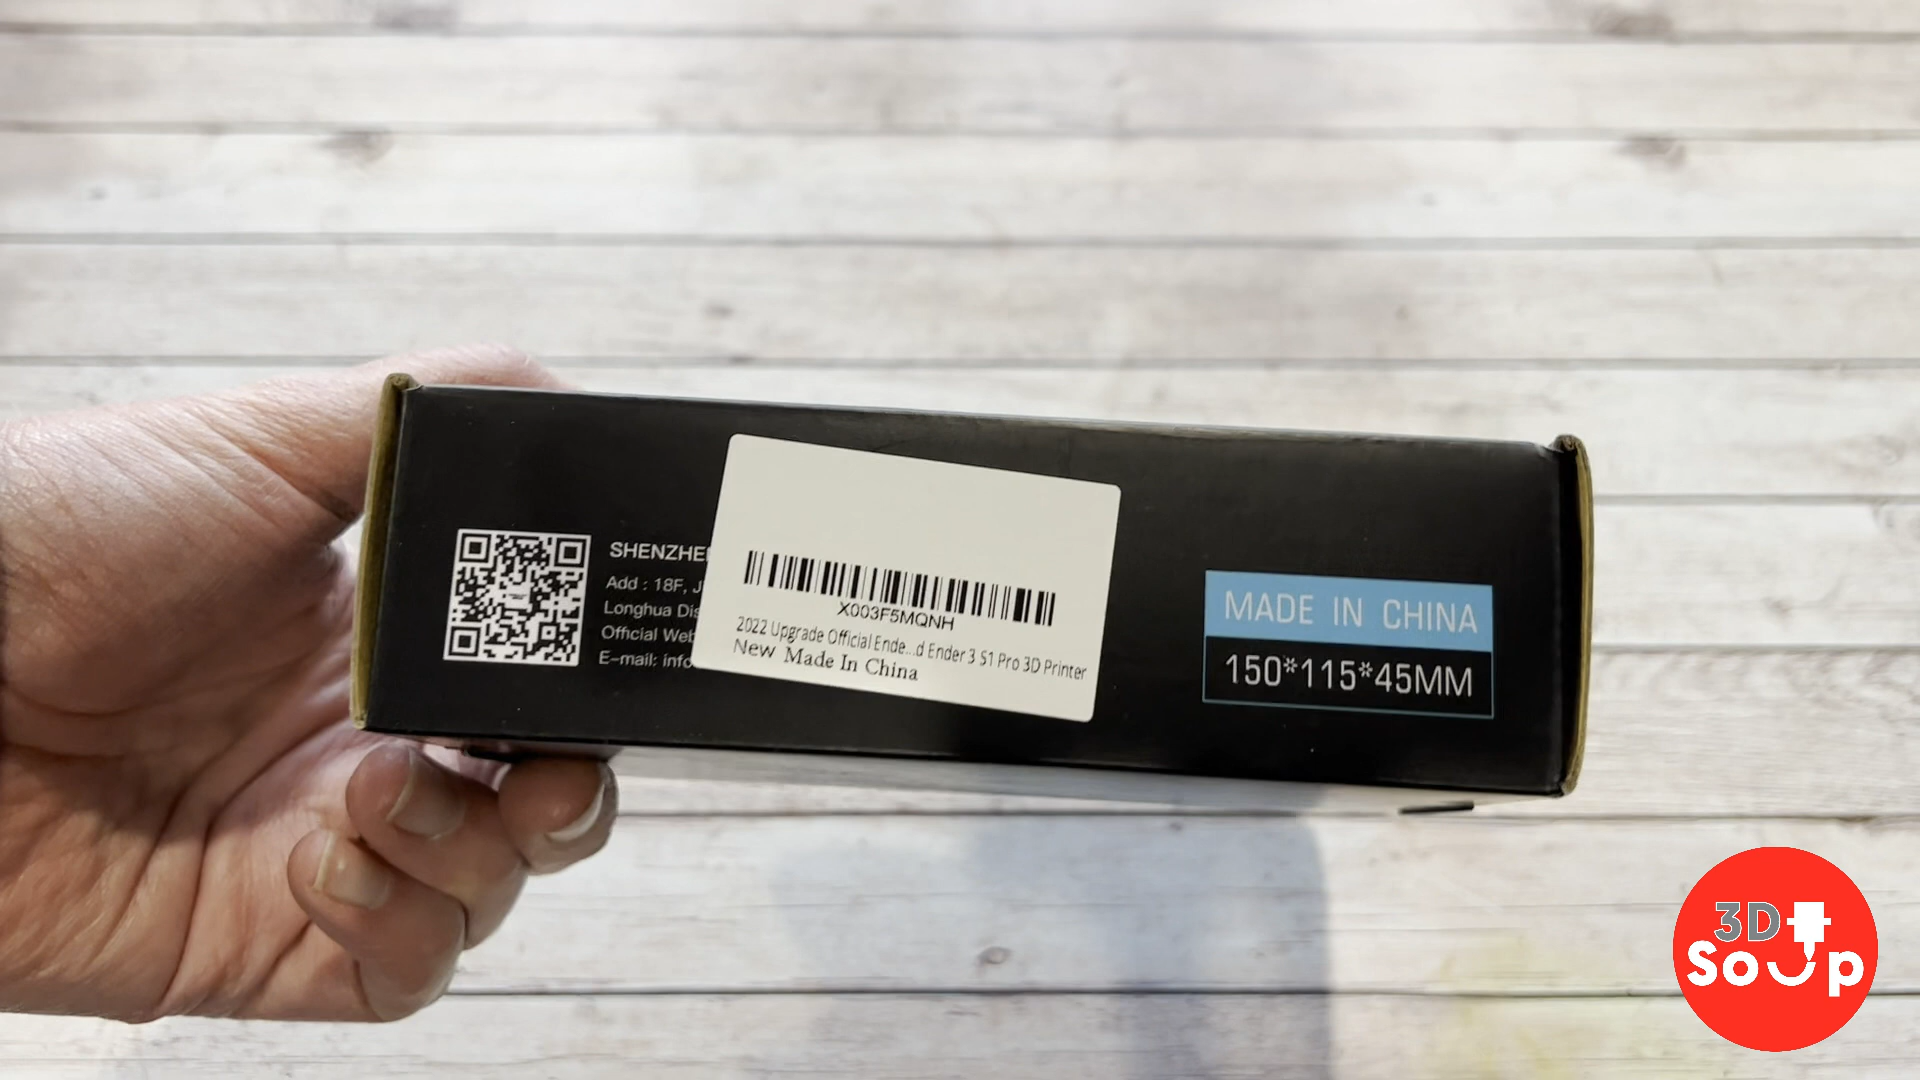 SHENZHE
Add : 18F, J
Longhua Dis
Official Web
E-mail: info
X003F5MQNH
2022 Upgrade Official Ende...d Ender 3 S1 Pro 3D Printer
New Made In China
MADE IN CHINA
150*115*45MM
3D
Soup